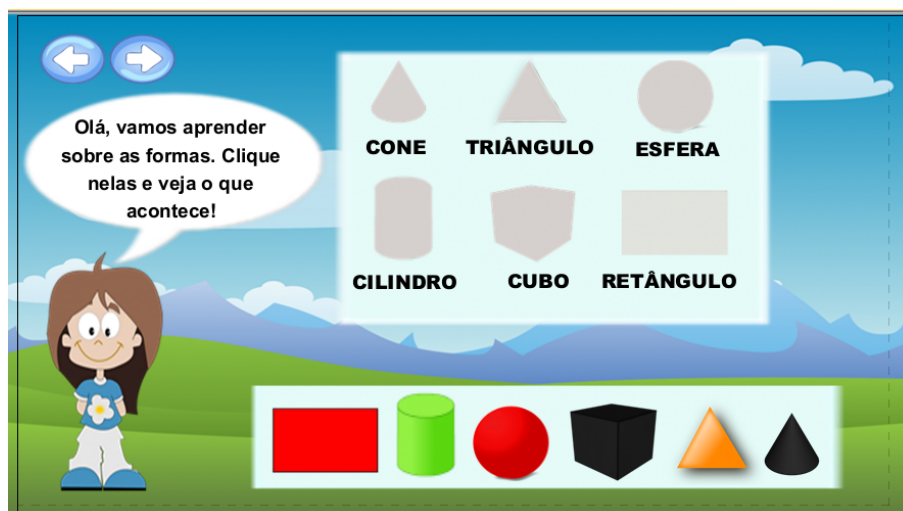 Olá, vamos aprender
sobre as formas. Clique
nelas e veja o que
acontece!
CONE TRIÂNGULO ESFERA
CILINDRO CUBO RETÂNGULO